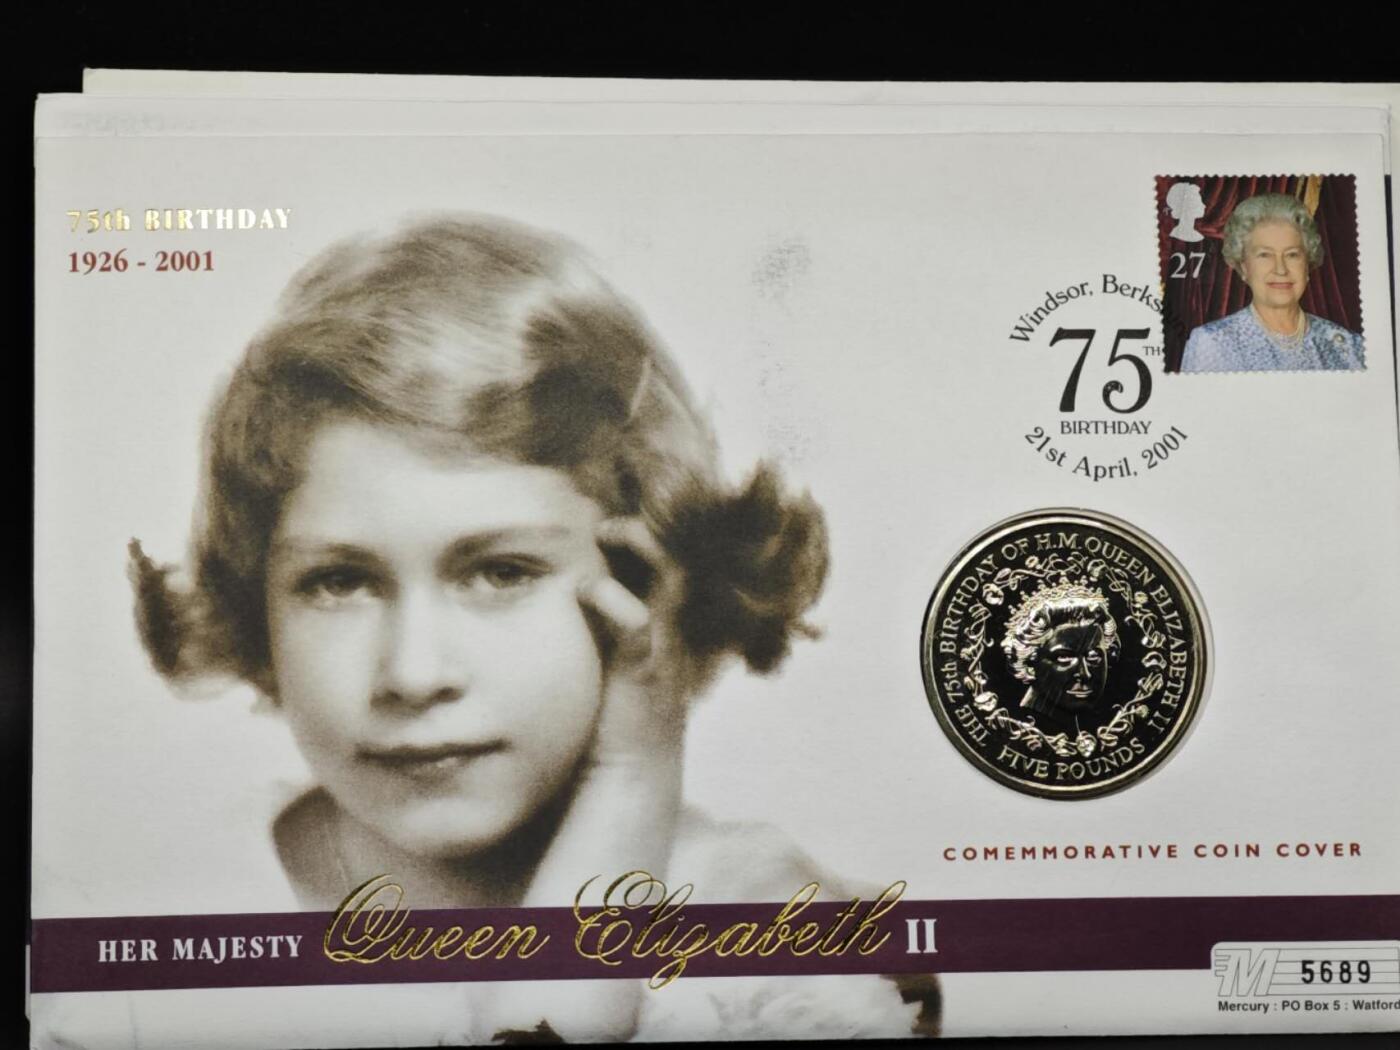 75th BIRTHDAY
1926 - 2001
27
Windsor, Berks
75TH
BIRTHDAY
21st April, 2001
THE 75th BIRTHDAY OF H.M. QUEEN ELIZABETH II
FIVE POUNDS
COMEMMORATIVE COIN COVER
HER MAJESTY Queen Elizabeth II
M 5689
Mercury : PO Box 5 : Watford